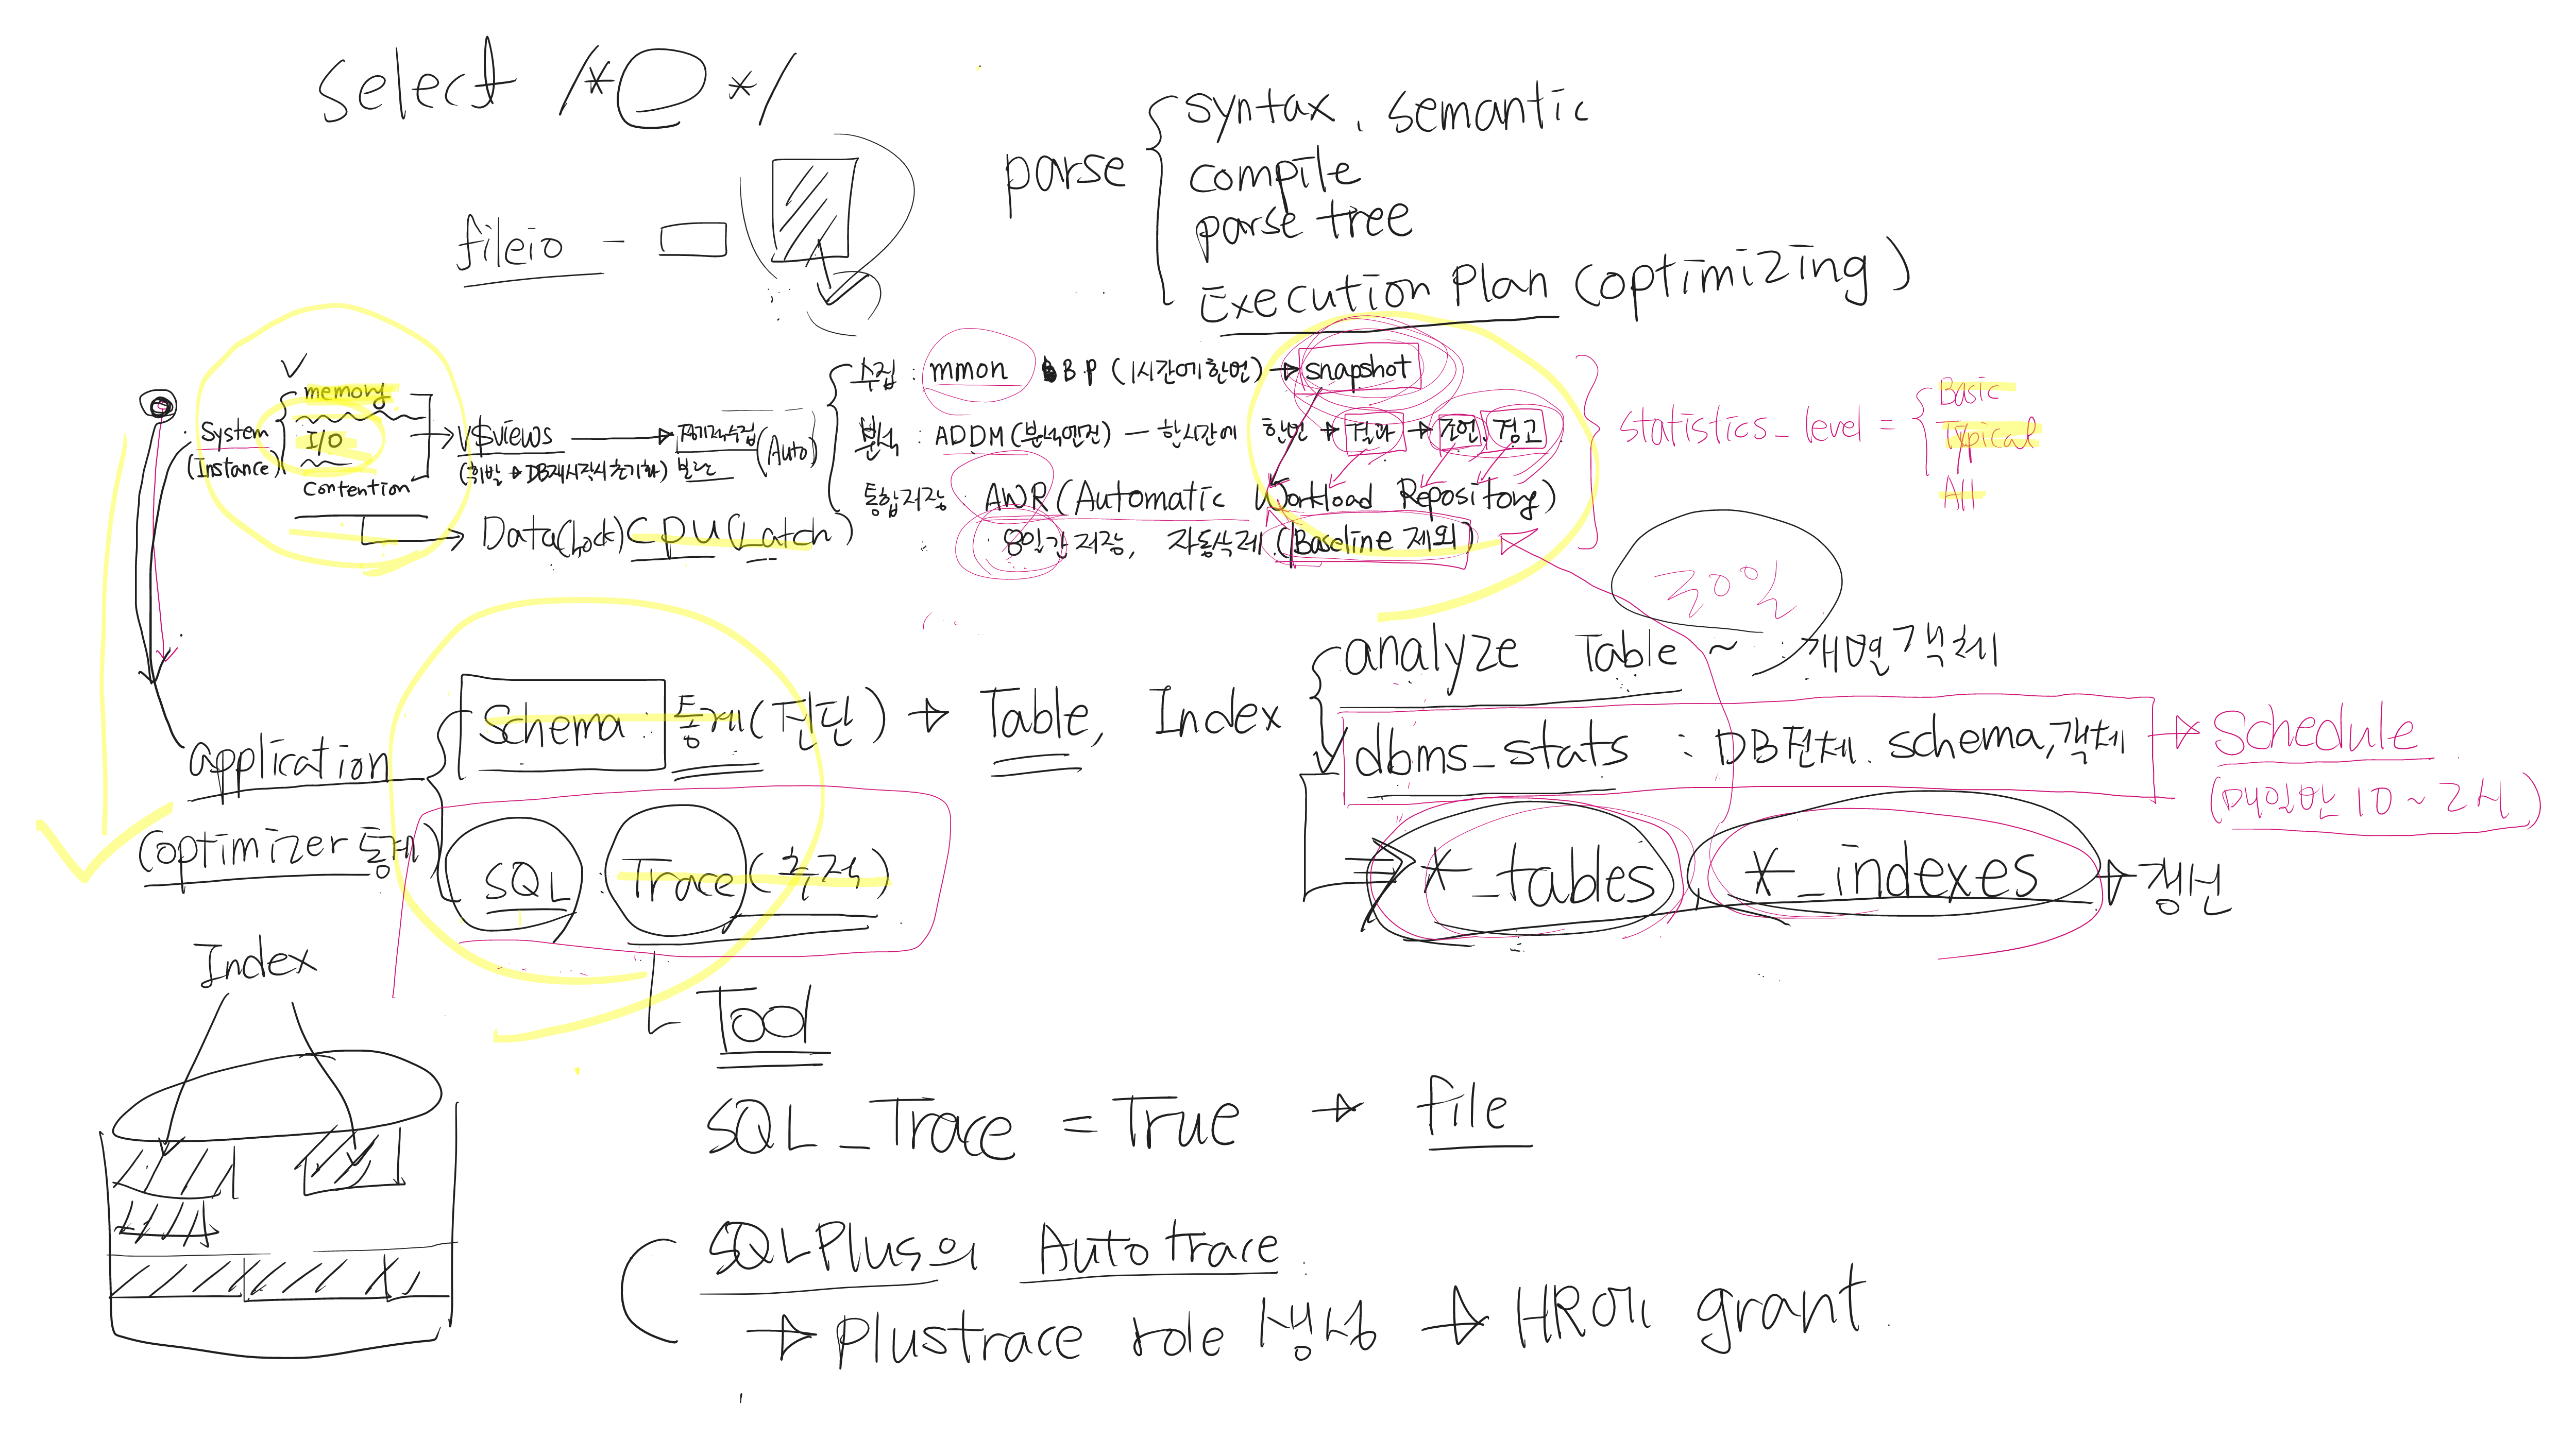 select /* */
parse
syntax, semantic
compile
parse tree
Execution Plan (optimizing)
fileio -
System
(Instance)
memory
I/O
Contention
V$views
(휘발 → DB재시작시 초기화)
정기적 수집
필요
(Auto)
Data(Lock) CPU(Latch)
수집 : mmon BP (1시간에 한번) → snapshot
분석 : ADDM(분석엔진) — 한시간에 한번 → 결과 → 조언, 경고
통합저장 : AWR(Automatic Workload Repository)
8일간 저장, 자동삭제 (Baseline 제외)
statistics_level =
Basic
Typical
All
30일
application
(optimizer 통계)
Schema : 통계(진단) → Table, Index
SQL : Trace (추적)
analyze Table ~ 개별객체
dbms_stats : DB전체, schema, 객체
→ Schedule
(매일밤 10 ~ 2시)
*_tables, *_indexes → 갱신
Index
Tool
SQL_Trace = True → file
SQLPlus의 Autotrace
→ Plustrace role 생성 → HR에 grant